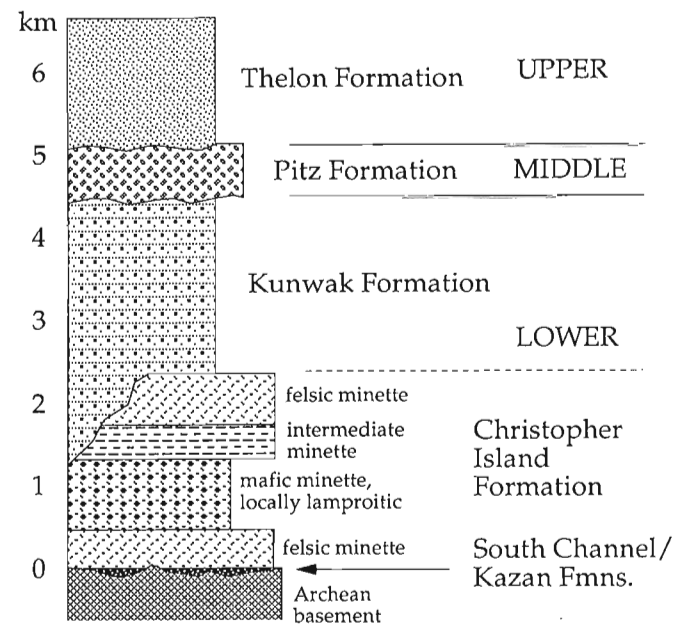 km
6
Thelon Formation
UPPER
5
Pitz Formation
MIDDLE
4
Kunwak Formation
3
LOWER
2
felsic minette
intermediate
minette
Christopher
Island
Formation
1
mafic minette,
locally lamproitic
felsic minette
South Channel/
Kazan Fmns.
0
Archean
basement